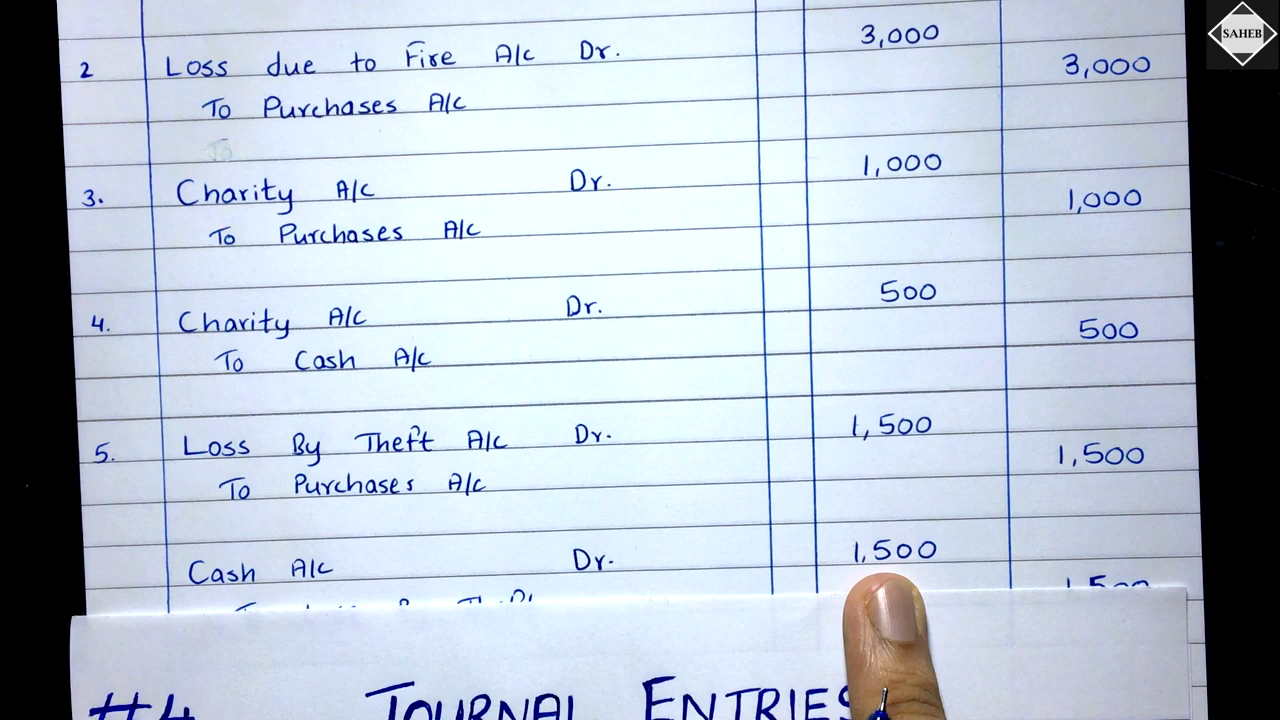 SAHEB
2 Loss due to Fire A/c Dr. 3,000
To Purchases A/c 3,000
3. Charity A/c Dr. 1,000
To Purchases A/c 1,000
4. Charity A/c Dr. 500
To Cash A/c 500
5. Loss By Theft A/c Dr. 1,500
To Purchases A/c 1,500
Cash A/c Dr. 1,500
#4 JOURNAL ENTRIES